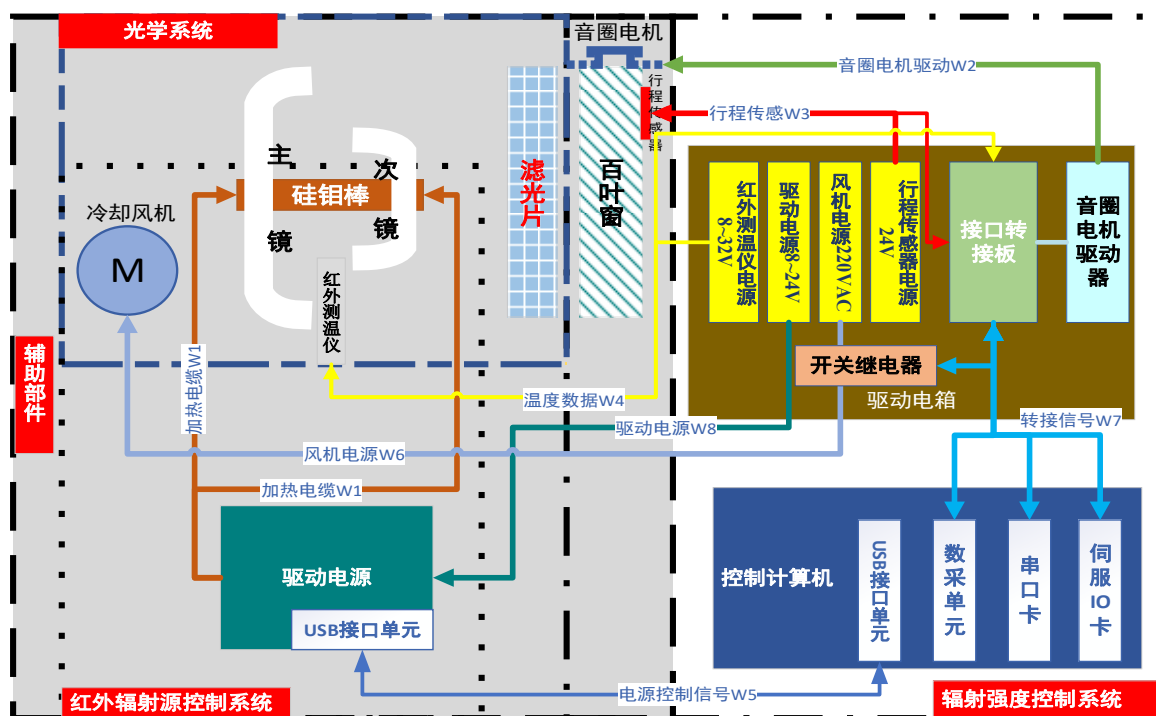 光学系统
音圈电机
音圈电机驱动W2
行程传感器
行程传感W3
主镜
次镜
硅钼棒
滤光片
百叶窗
冷却风机
M
红外测温仪
红外测温仪电源
8~32V
驱动电源8~24V
风机电源220VAC
行程传感器电源
24V
接口转
接板
音圈
电机
驱动
器
辅助部件
加热电缆W1
开关继电器
驱动电箱
温度数据W4
驱动电源W8
转接信号W7
风机电源W6
加热电缆W1
驱动电源
USB接口单元
控制计算机
USB接口单元
数采单元
串口卡
伺服IO卡
电源控制信号W5
红外辐射源控制系统
辐射强度控制系统